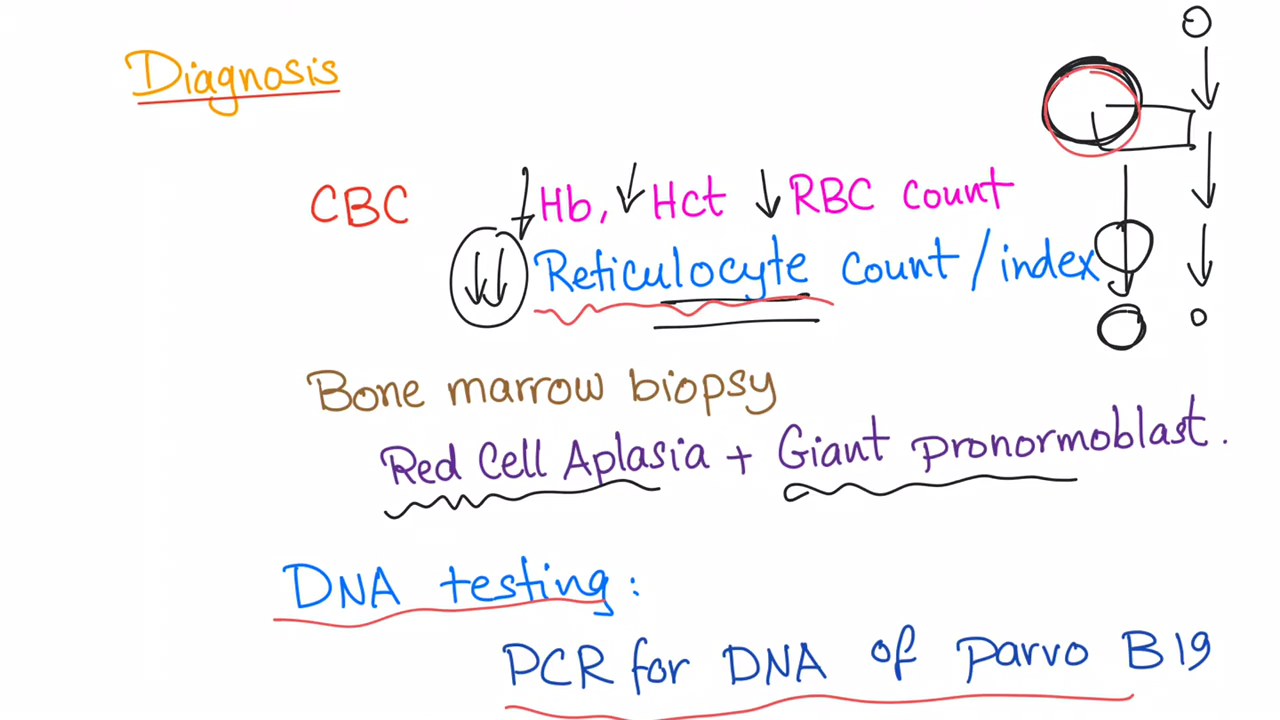 Diagnosis
CBC ↓Hb, ↓Hct ↓RBC count
↓↓ Reticulocyte count/index
Bone marrow biopsy
Red Cell Aplasia + Giant pronormoblast.
DNA testing:
PCR for DNA of parvo B19